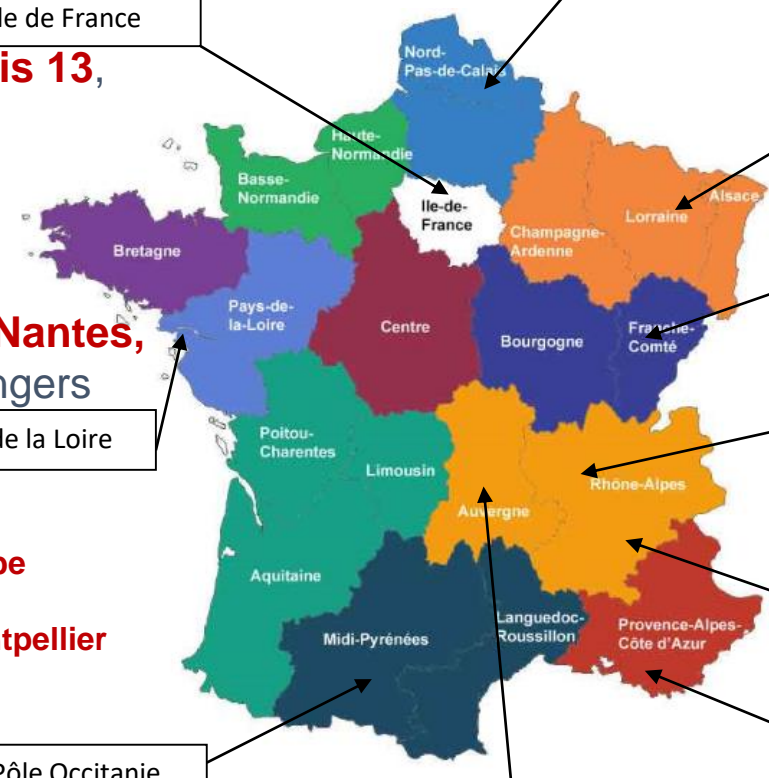 le de France
is 13,
Nantes,
ngers
de la Loire
pe
ntpellier
Pôle Occitanie
Nord-
Pas-de-Calais
Haute-
Normandie
Basse-
Normandie
Ile-de-
France
Champagne-
Ardenne
Lorraine
Alsace
Bretagne
Pays-de-
la-Loire
Centre
Bourgogne
Franche-
Comté
Poitou-
Charentes
Limousin
Auvergne
Rhône-Alpes
Aquitaine
Midi-Pyrénées
Languedoc-
Roussillon
Provence-Alpes-
Côte d'Azur